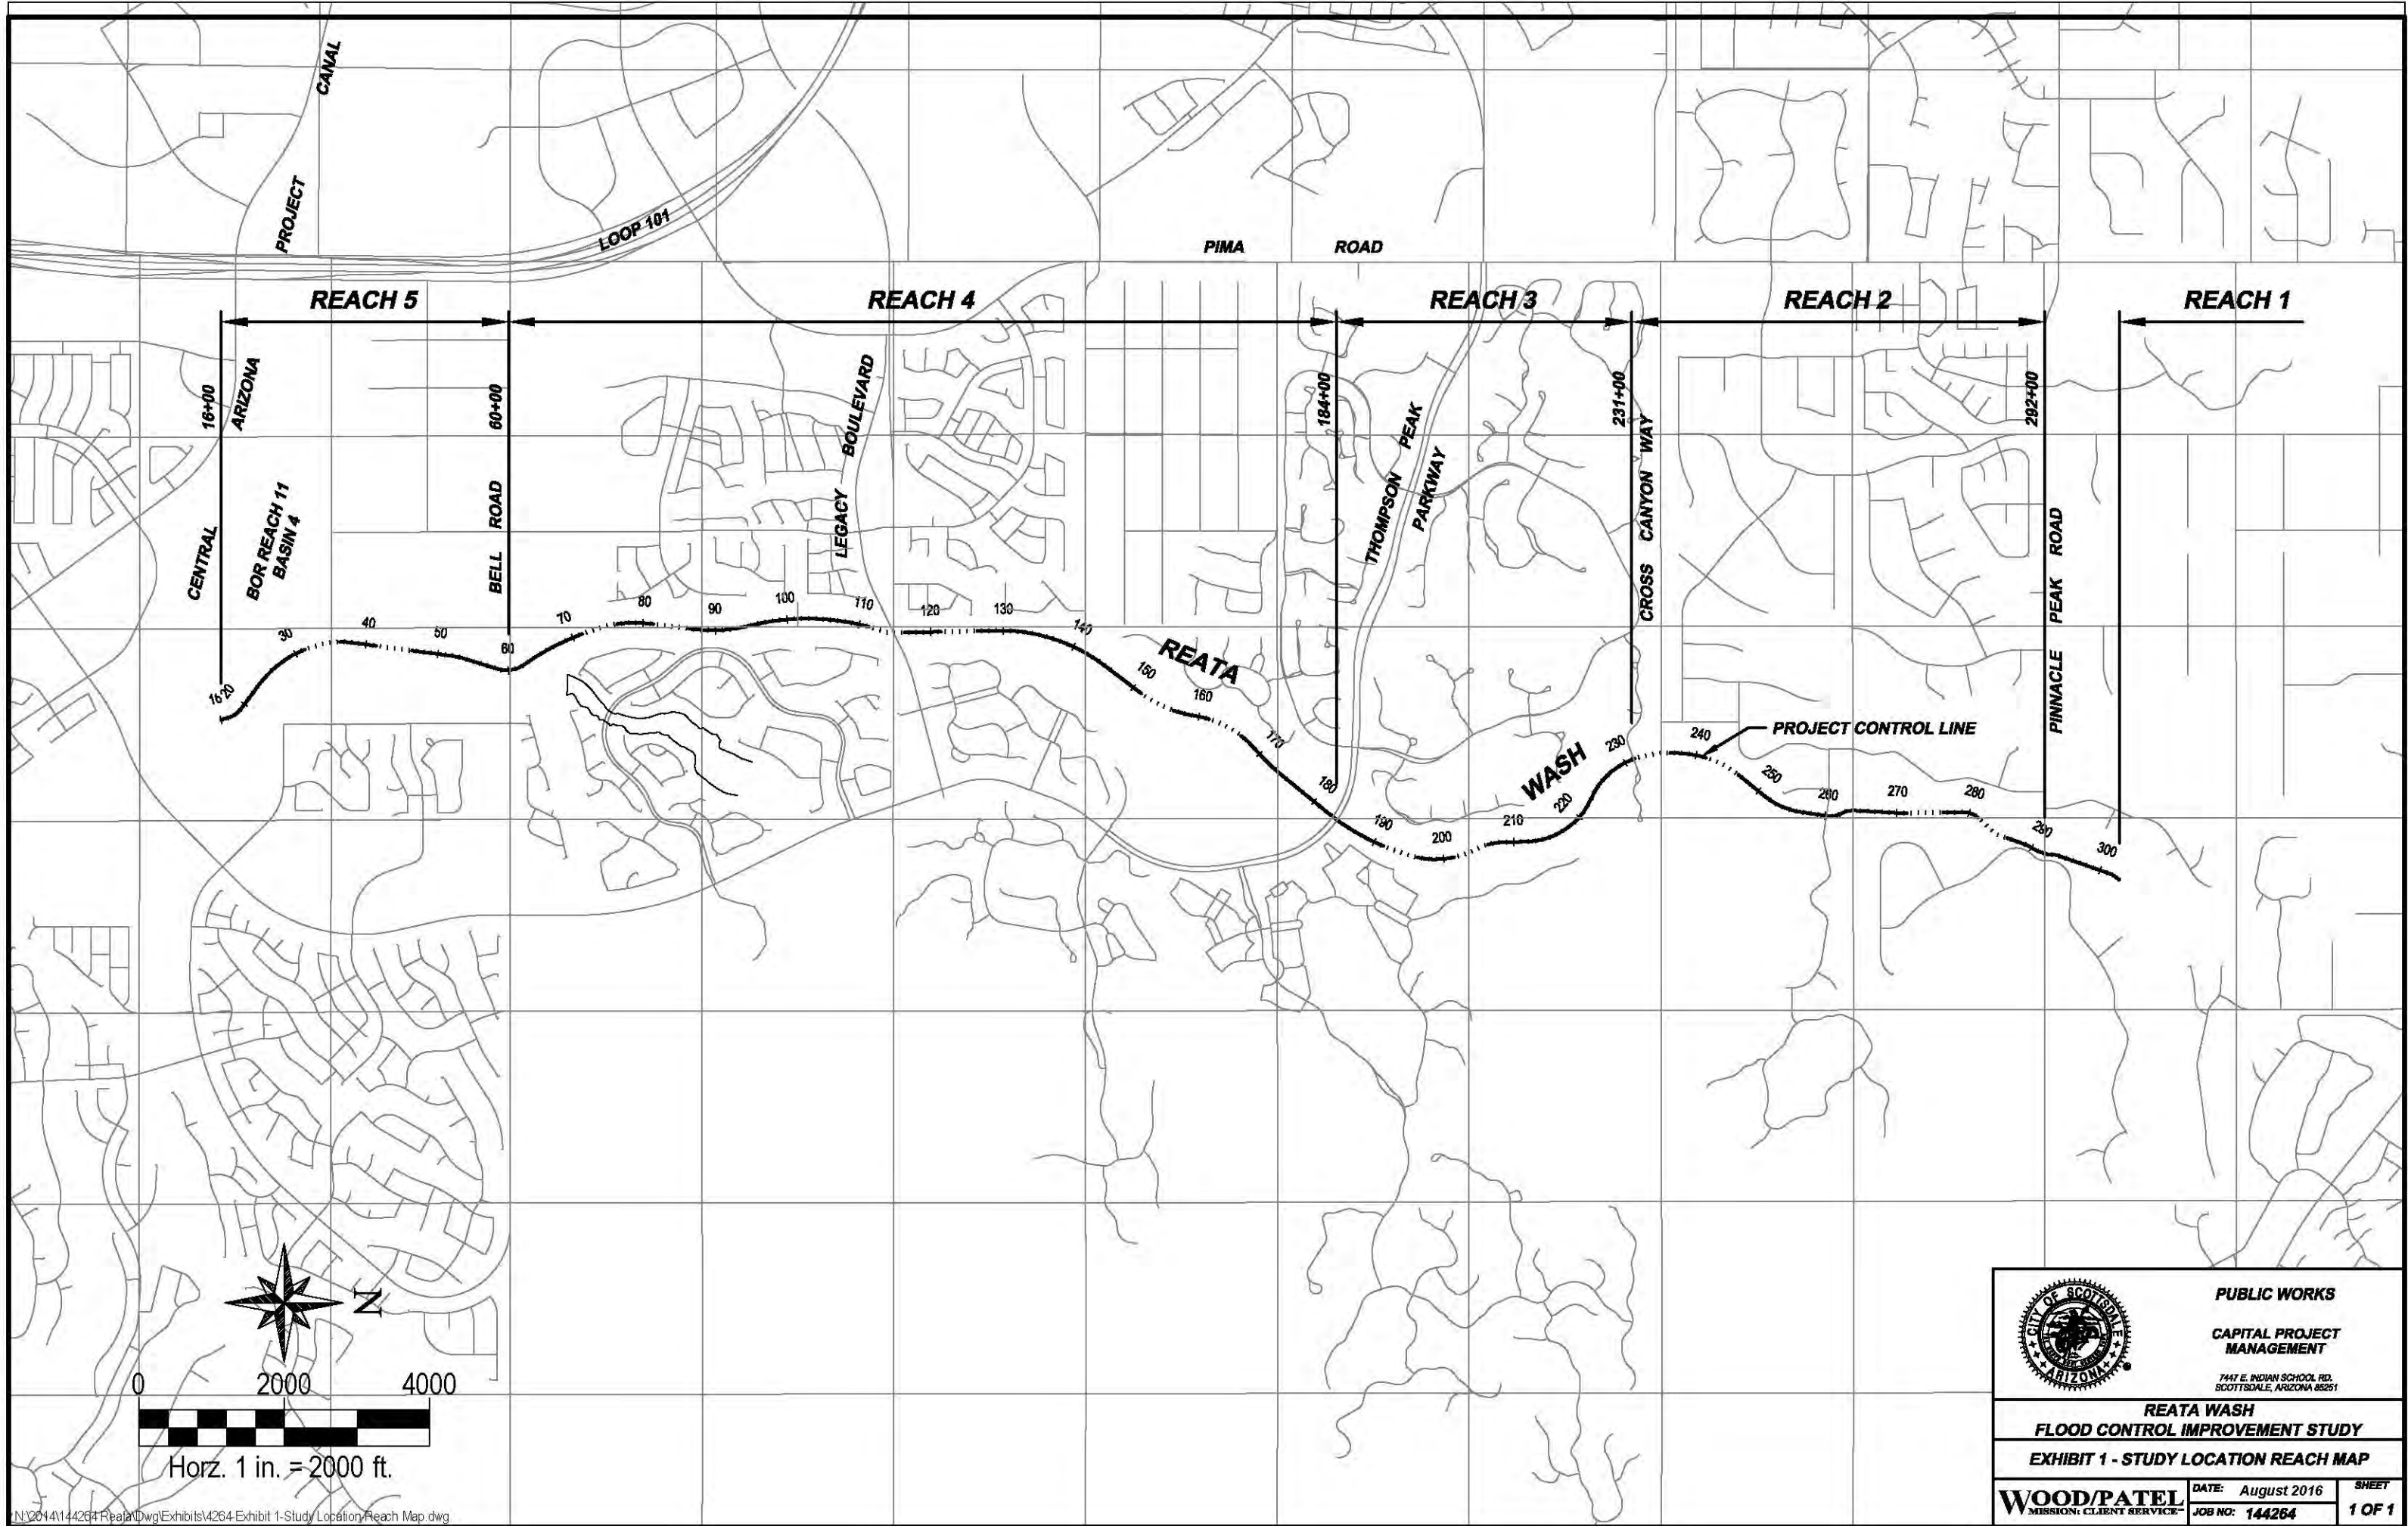 CANAL
PROJECT
LOOP 101
PIMA ROAD
REACH 5
REACH 4
REACH 3
REACH 2
REACH 1
16+00
ARIZONA
60+00
BOULEVARD
184+00
231+00
292+00
CENTRAL
BOR REACH 11
BASIN 4
BELL ROAD
LEGACY
THOMPSON PEAK
PARKWAY
CROSS CANYON WAY
PINNACLE PEAK ROAD
16
20
30
40
50
60
70
80
90
100
110
120
130
140
150
160
170
180
190
200
210
220
230
240
250
260
270
280
290
300
REATA
WASH
PROJECT CONTROL LINE
N
0 2000 4000
Horz. 1 in. = 2000 ft.
N:\2014\144264-Reata\Dwg\Exhibits\4264-Exhibit 1-Study Location-Reach Map.dwg
CITY OF SCOTTSDALE
ARIZONA
PUBLIC WORKS
CAPITAL PROJECT
MANAGEMENT
7447 E. INDIAN SCHOOL RD.
SCOTTSDALE, ARIZONA 85251
REATA WASH
FLOOD CONTROL IMPROVEMENT STUDY
EXHIBIT 1 - STUDY LOCATION REACH MAP
WOOD/PATEL
MISSION: CLIENT SERVICE
DATE: August 2016
JOB NO: 144264
SHEET
1 OF 1